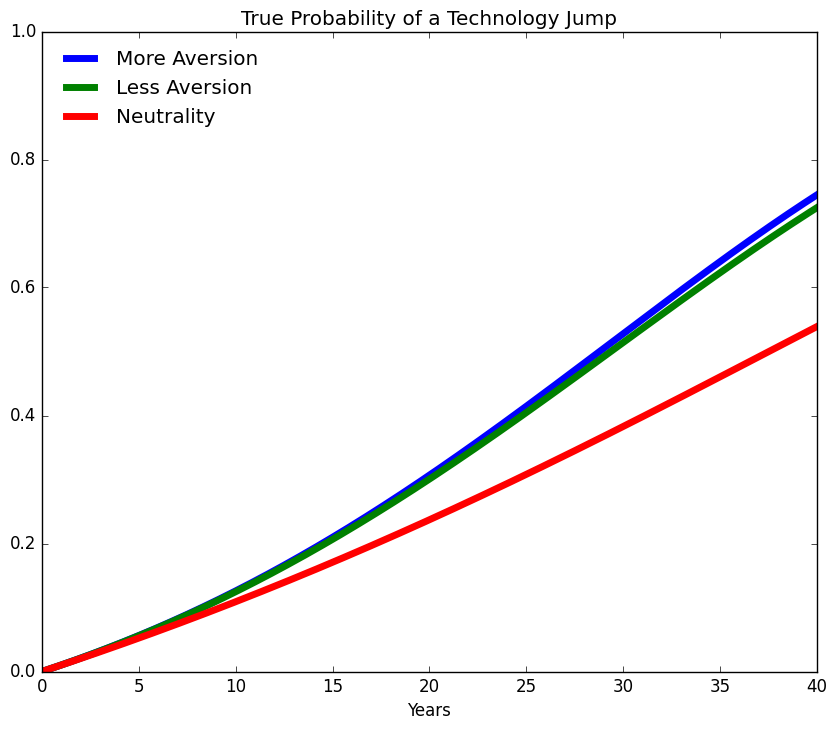 True Probability of a Technology Jump
1.0
0.8
0.6
0.4
0.2
0.0
More Aversion
Less Aversion
Neutrality
0 5 10 15 20 25 30 35 40
Years